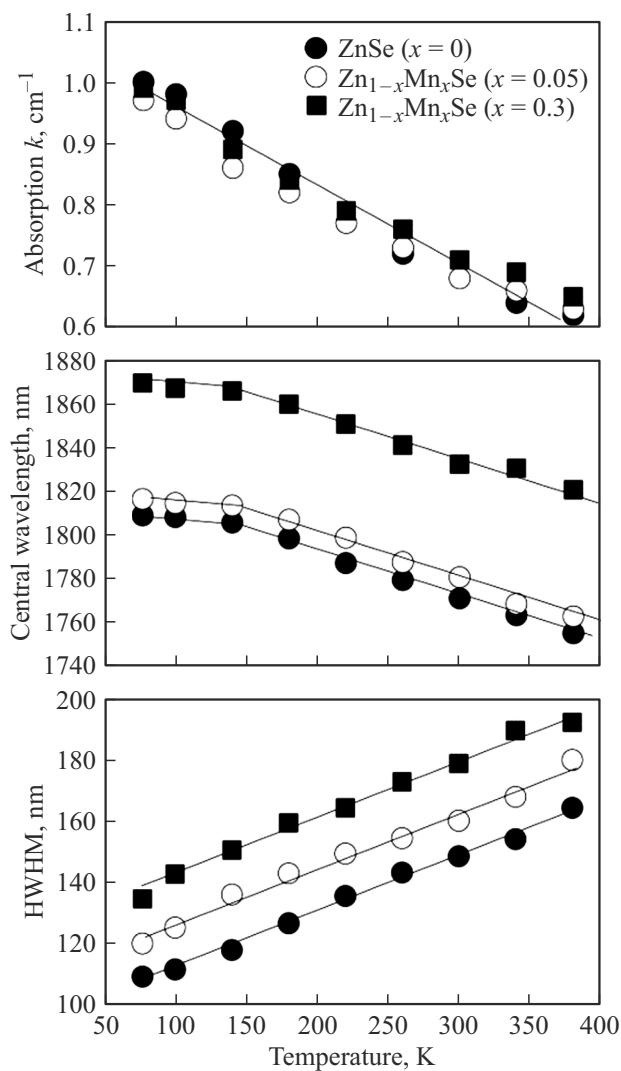 Absorption k, cm⁻¹
1.1
1.0
0.9
0.8
0.7
0.6
ZnSe (x = 0)
Zn₁₋ₓMnₓSe (x = 0.05)
Zn₁₋ₓMnₓSe (x = 0.3)
Central wavelength, nm
1880
1860
1840
1820
1800
1780
1760
1740
HWHM, nm
200
180
160
140
120
100
50 100 150 200 250 300 350 400
Temperature, K